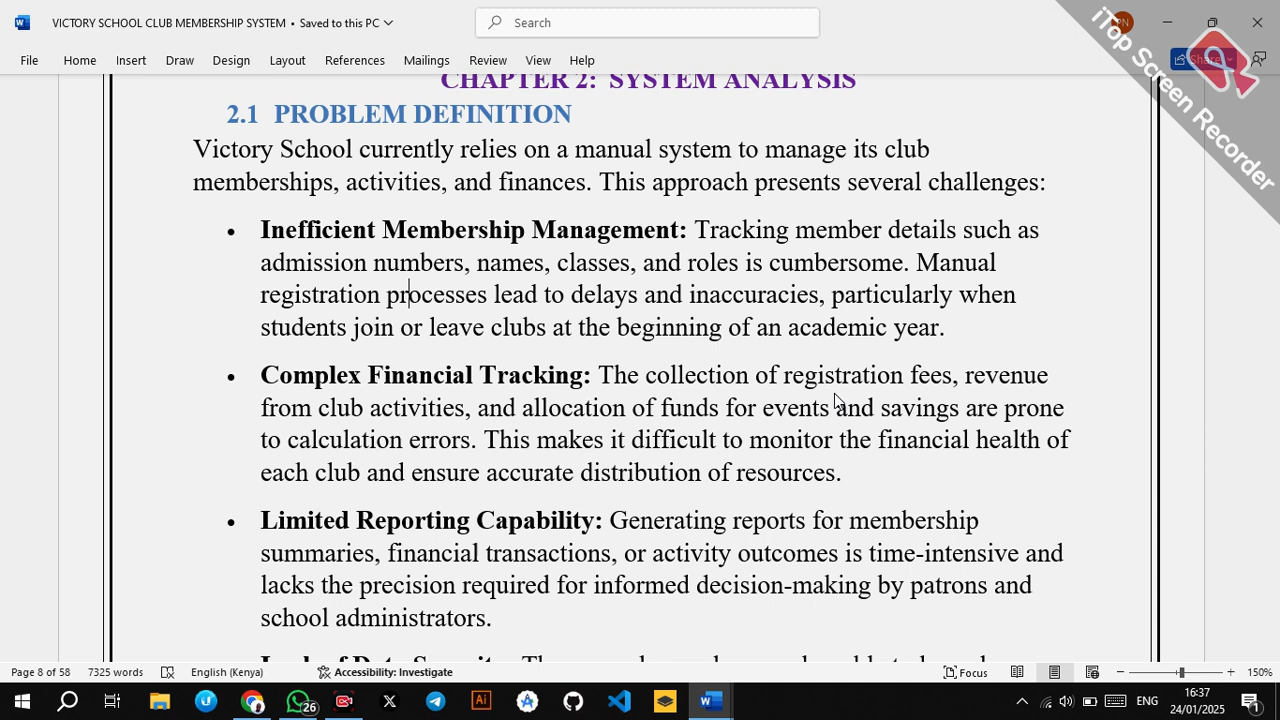 VICTORY SCHOOL CLUB MEMBERSHIP SYSTEM • Saved to this PC
Search
PN
File Home Insert Draw Design Layout References Mailings Review View Help
Share
iTop Screen Recorder
CHAPTER 2: SYSTEM ANALYSIS
2.1 PROBLEM DEFINITION
Victory School currently relies on a manual system to manage its club
memberships, activities, and finances. This approach presents several challenges:
• Inefficient Membership Management: Tracking member details such as
admission numbers, names, classes, and roles is cumbersome. Manual
registration processes lead to delays and inaccuracies, particularly when
students join or leave clubs at the beginning of an academic year.
• Complex Financial Tracking: The collection of registration fees, revenue
from club activities, and allocation of funds for events and savings are prone
to calculation errors. This makes it difficult to monitor the financial health of
each club and ensure accurate distribution of resources.
• Limited Reporting Capability: Generating reports for membership
summaries, financial transactions, or activity outcomes is time-intensive and
lacks the precision required for informed decision-making by patrons and
school administrators.
Page 8 of 58 7325 words English (Kenya) Accessibility: Investigate Focus 150%
26
Ai
ENG
16:37
24/01/2025
1